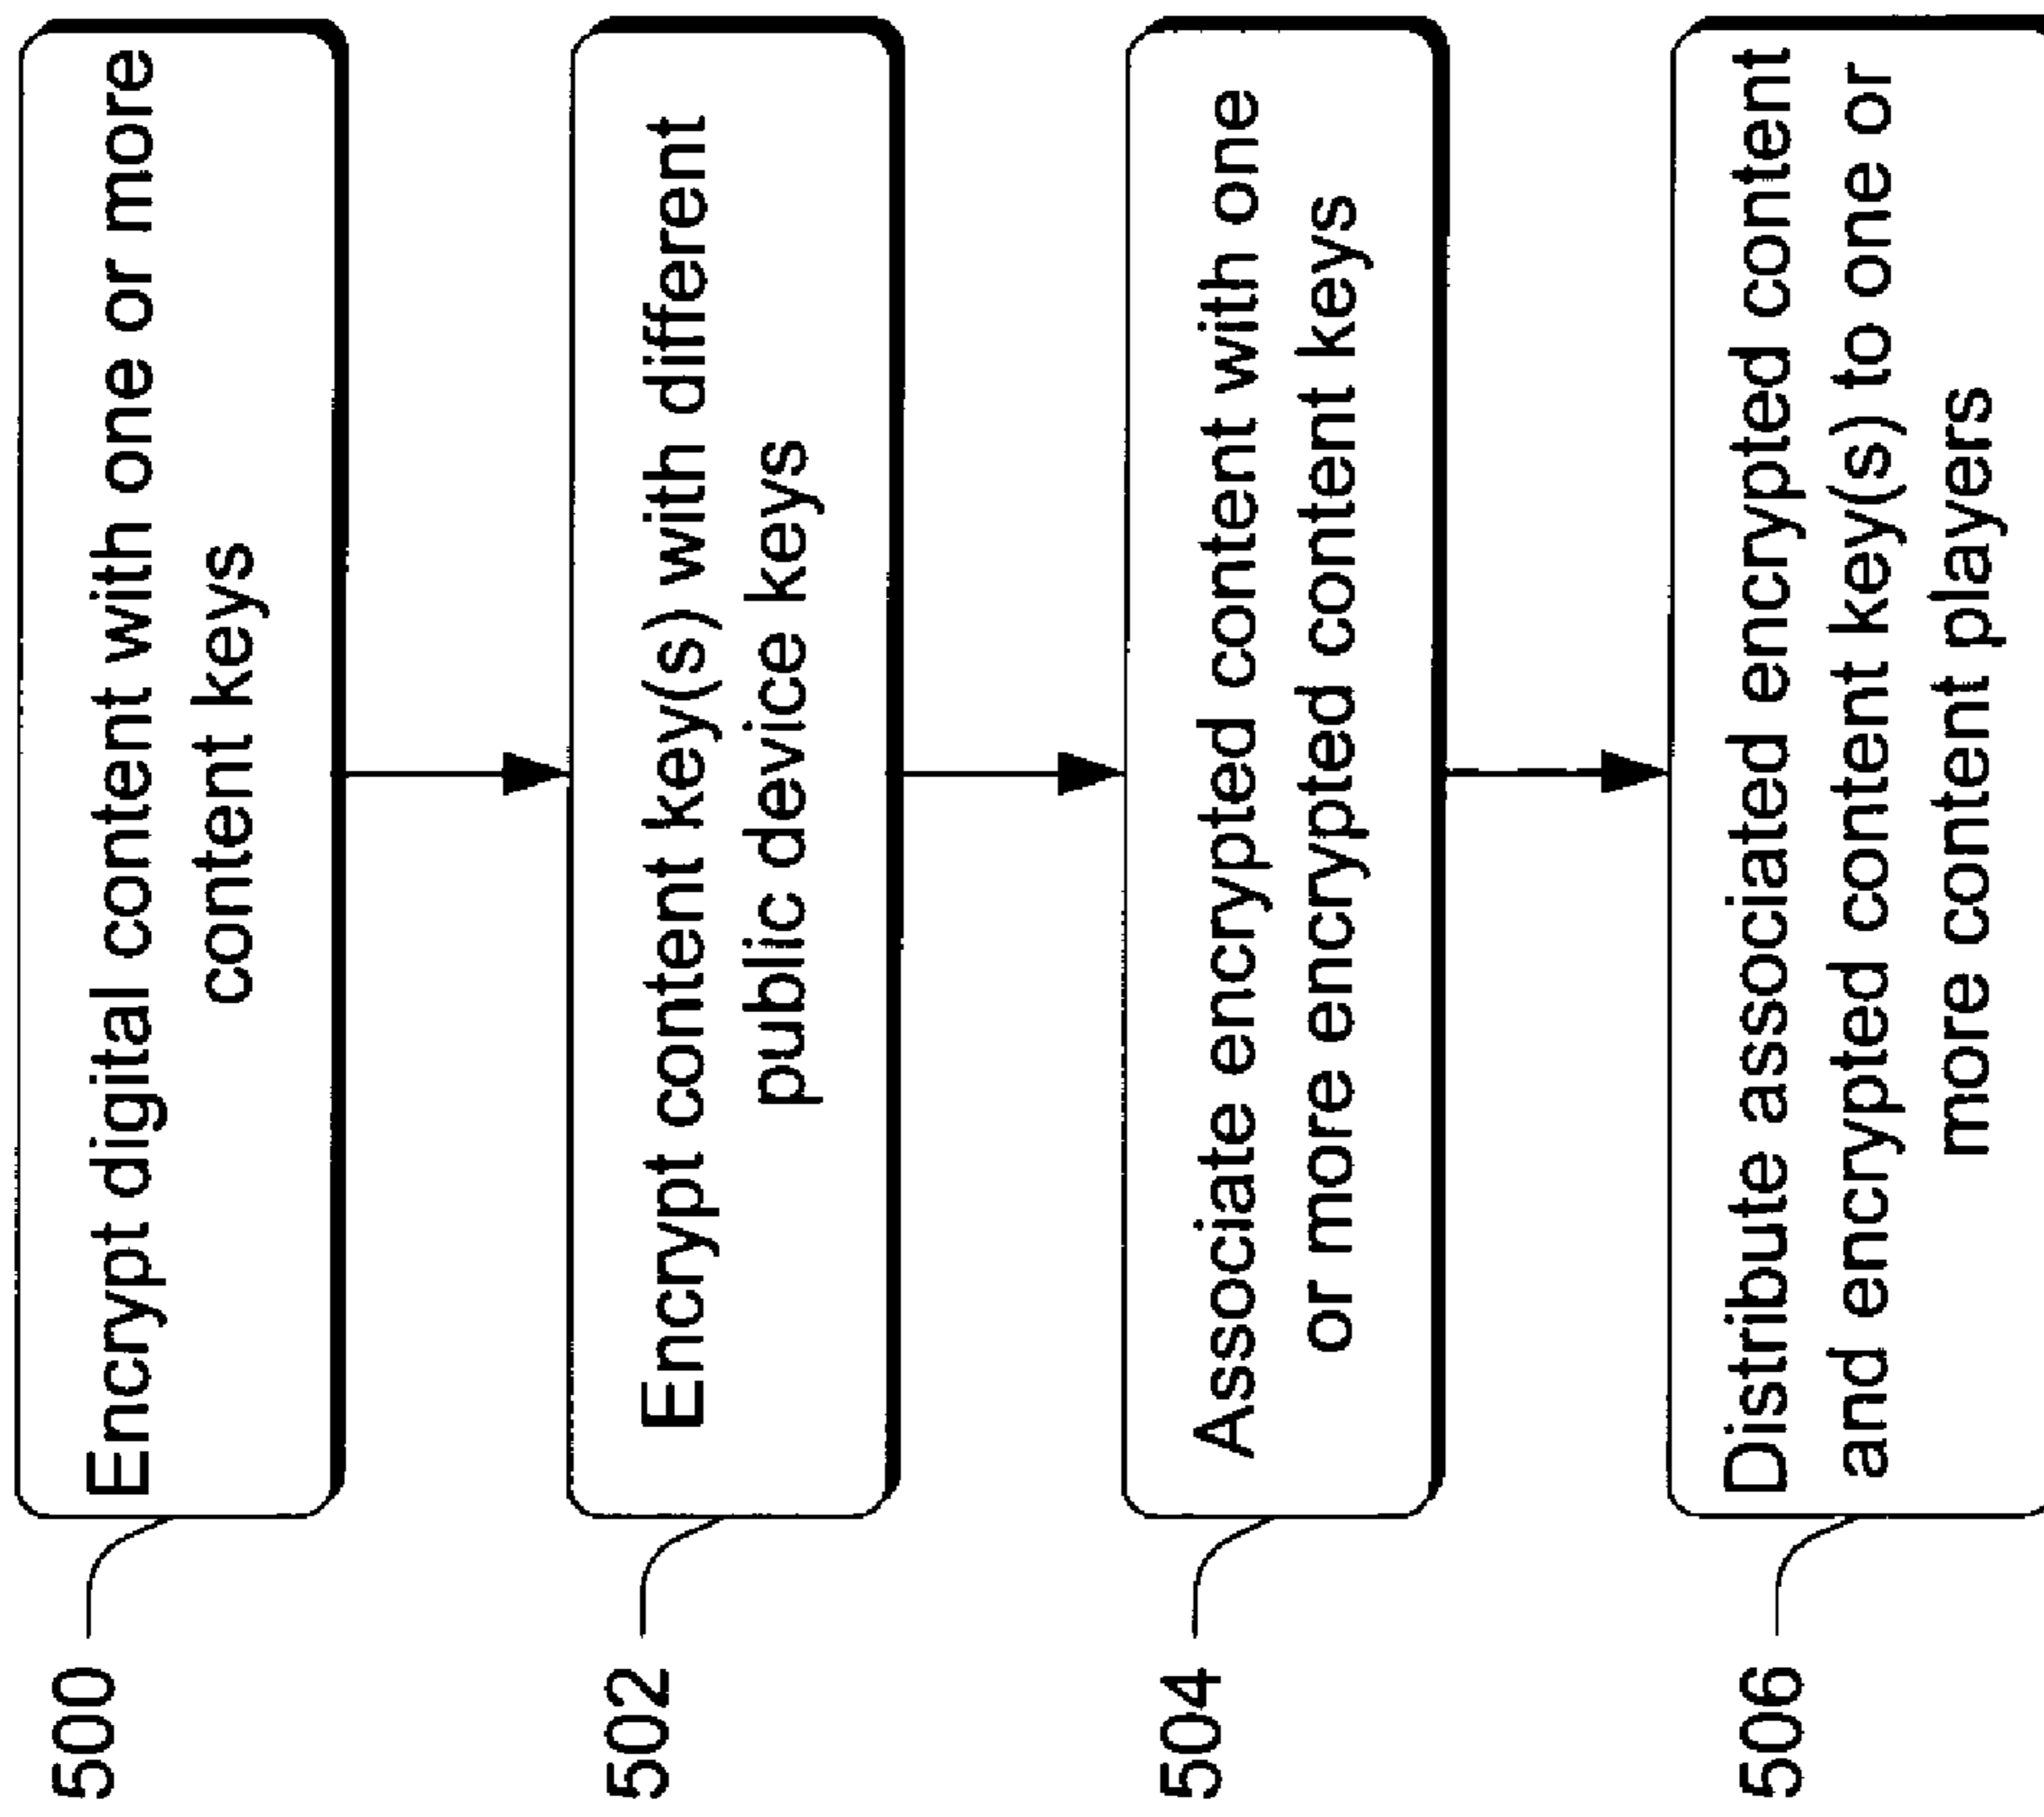 500
Encrypt digital content with one or more
content keys
502
Encrypt content key(s) with different
public device keys
504
Associate encrypted content with one
or more encrypted content keys
506
Distribute associated encrypted content
and encrypted content key(s) to one or
more content players